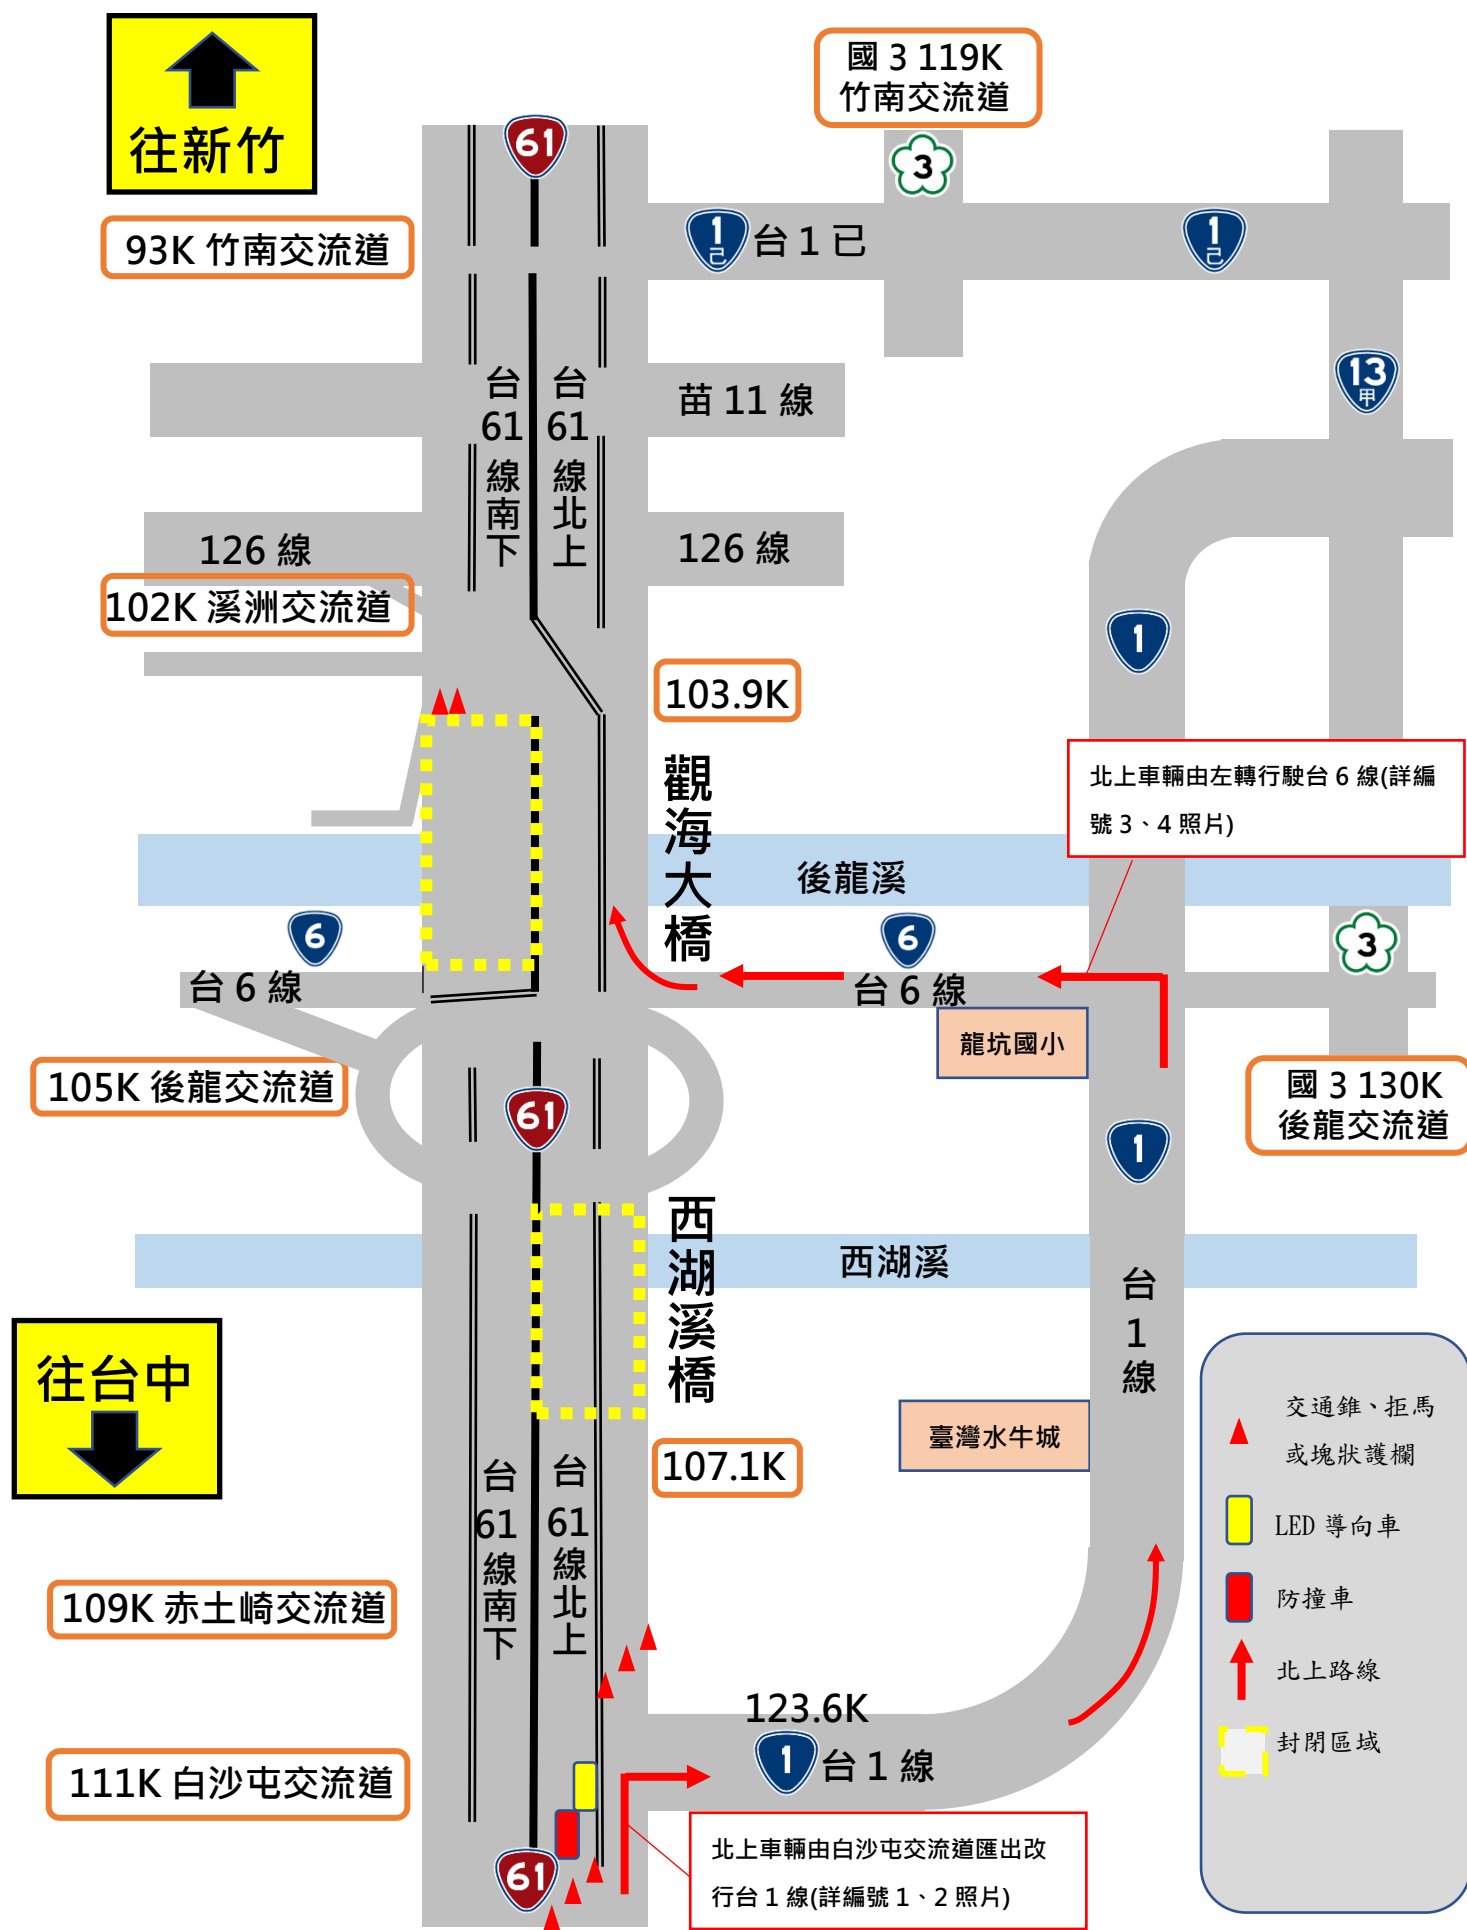 往新竹
國 3 119K
竹南交流道
61
3
93K 竹南交流道
1
己
台 1 已
1
己
13
甲
台
61
線
南
下
台
61
線
北
上
苗 11 線
126 線
126 線
102K 溪洲交流道
1
103.9K
觀海大橋
北上車輛由左轉行駛台 6 線(詳編
號 3、4 照片)
後龍溪
6
6
3
台 6 線
台 6 線
龍坑國小
105K 後龍交流道
61
國 3 130K
後龍交流道
1
西湖溪橋
西湖溪
台
1
線
往台中
臺灣水牛城
107.1K
台
61
線
南
下
台
61
線
北
上
109K 赤土崎交流道
交通錐、拒馬
或塊狀護欄
LED 導向車
防撞車
北上路線
封閉區域
123.6K
1
台 1 線
111K 白沙屯交流道
61
北上車輛由白沙屯交流道匯出改
行台 1 線(詳編號 1、2 照片)